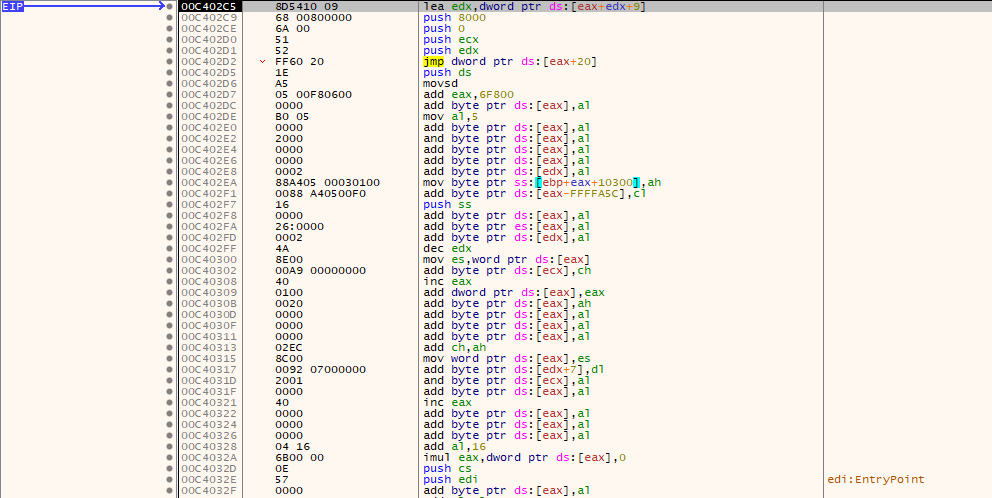 EIP 00C402C5 8D5410 09 lea edx,dword ptr ds:[eax+edx+9]
00C402C9 68 00800000 push 8000
00C402CE 6A 00 push 0
00C402D0 51 push ecx
00C402D1 52 push edx
00C402D2 FF60 20 jmp dword ptr ds:[eax+20]
00C402D5 1E push ds
00C402D6 A5 movsd
00C402D7 05 00F80600 add eax,6F800
00C402DC 0000 add byte ptr ds:[eax],al
00C402DE B0 05 mov al,5
00C402E0 0000 add byte ptr ds:[eax],al
00C402E2 2000 and byte ptr ds:[eax],al
00C402E4 0000 add byte ptr ds:[eax],al
00C402E6 0000 add byte ptr ds:[eax],al
00C402E8 0002 add byte ptr ds:[edx],al
00C402EA 88A405 00030100 mov byte ptr ss:[ebp+eax+10300],ah
00C402F1 0088 A40500F0 add byte ptr ds:[eax-FFFFA5C],cl
00C402F7 16 push ss
00C402F8 0000 add byte ptr ds:[eax],al
00C402FA 26:0000 add byte ptr es:[eax],al
00C402FD 0002 add byte ptr ds:[edx],al
00C402FF 4A dec edx
00C40300 8E00 mov es,word ptr ds:[eax]
00C40302 00A9 00000000 add byte ptr ds:[ecx],ch
00C40308 40 inc eax
00C40309 0100 add dword ptr ds:[eax],eax
00C4030B 0020 add byte ptr ds:[eax],ah
00C4030D 0000 add byte ptr ds:[eax],al
00C4030F 0000 add byte ptr ds:[eax],al
00C40311 0000 add byte ptr ds:[eax],al
00C40313 02EC add ch,ah
00C40315 8C00 mov word ptr ds:[eax],es
00C40317 0092 07000000 add byte ptr ds:[edx+7],dl
00C4031D 2001 and byte ptr ds:[ecx],al
00C4031F 0000 add byte ptr ds:[eax],al
00C40321 40 inc eax
00C40322 0000 add byte ptr ds:[eax],al
00C40324 0000 add byte ptr ds:[eax],al
00C40326 0000 add byte ptr ds:[eax],al
00C40328 04 16 add al,16
00C4032A 6B00 00 imul eax,dword ptr ds:[eax],0
00C4032D 0E push cs
00C4032E 57 push edi edi:EntryPoint
00C4032F 0000 add byte ptr ds:[eax],al